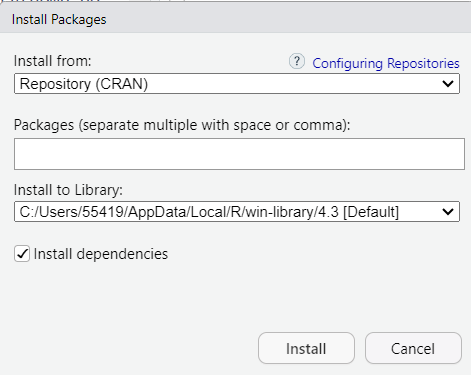 Install Packages
Install from:
? Configuring Repositories
Repository (CRAN)
Packages (separate multiple with space or comma):
Install to Library:
C:/Users/55419/AppData/Local/R/win-library/4.3 [Default]
Install dependencies
Install Cancel